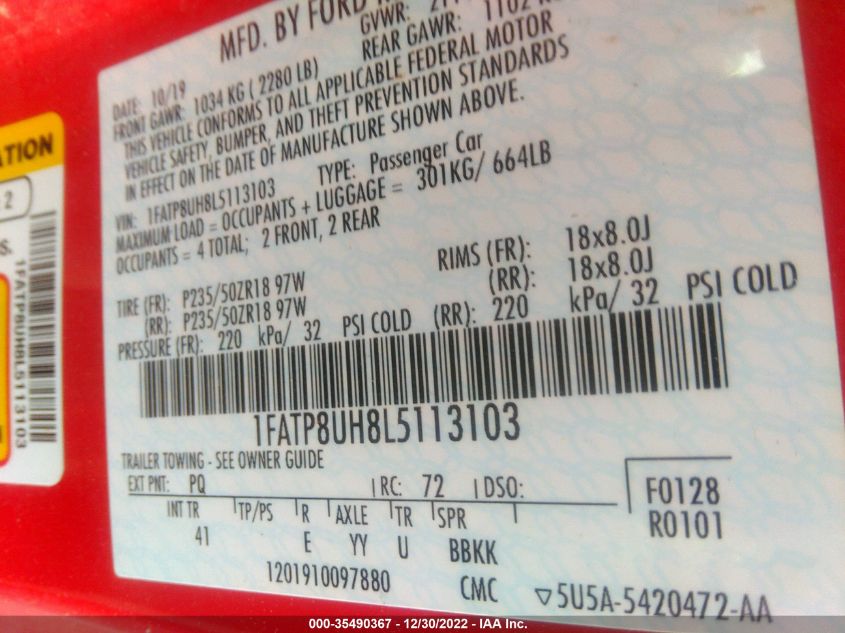 MFD. BY FORD
GVWR:
DATE: 10/19
REAR GAWR:
FRONT GAWR: 1034 KG ( 2280 LB)
THIS VEHICLE CONFORMS TO ALL APPLICABLE FEDERAL MOTOR
VEHICLE SAFETY, BUMPER, AND THEFT PREVENTION STANDARDS
IN EFFECT ON THE DATE OF MANUFACTURE SHOWN ABOVE.
VIN: 1FATP8UH8L5113103 TYPE: Passenger Car
MAXIMUM LOAD = OCCUPANTS + LUGGAGE = 301KG/ 664LB
OCCUPANTS = 4 TOTAL; 2 FRONT, 2 REAR
TIRE (FR): P235/50ZR18 97W RIMS (FR): 18x8.0J
(RR): P235/50ZR18 97W (RR): 18x8.0J
PRESSURE (FR): 220 kPa/ 32 PSI COLD (RR): 220 kPa/ 32 PSI COLD
1FATP8UH8L5113103
TRAILER TOWING - SEE OWNER GUIDE
EXT PNT: PQ RC: 72 DSO:
F0128
R0101
INT TR TP/PS R AXLE TR SPR
41 E YY U BBKK
1201910097880 CMC 5U5A-5420472-AA
2
S.
1FATP8UH8L5113103
000-35490367 - 12/30/2022 - IAA Inc.